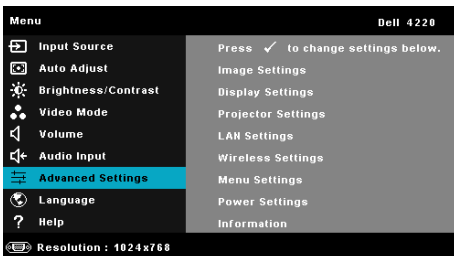 Menu Dell 4220
Input Source Press ✓ to change settings below.
Auto Adjust Image Settings
Brightness/Contrast Display Settings
Video Mode Projector Settings
Volume LAN Settings
Audio Input Wireless Settings
Advanced Settings Menu Settings
Language Power Settings
? Help Information
Resolution : 1024x768